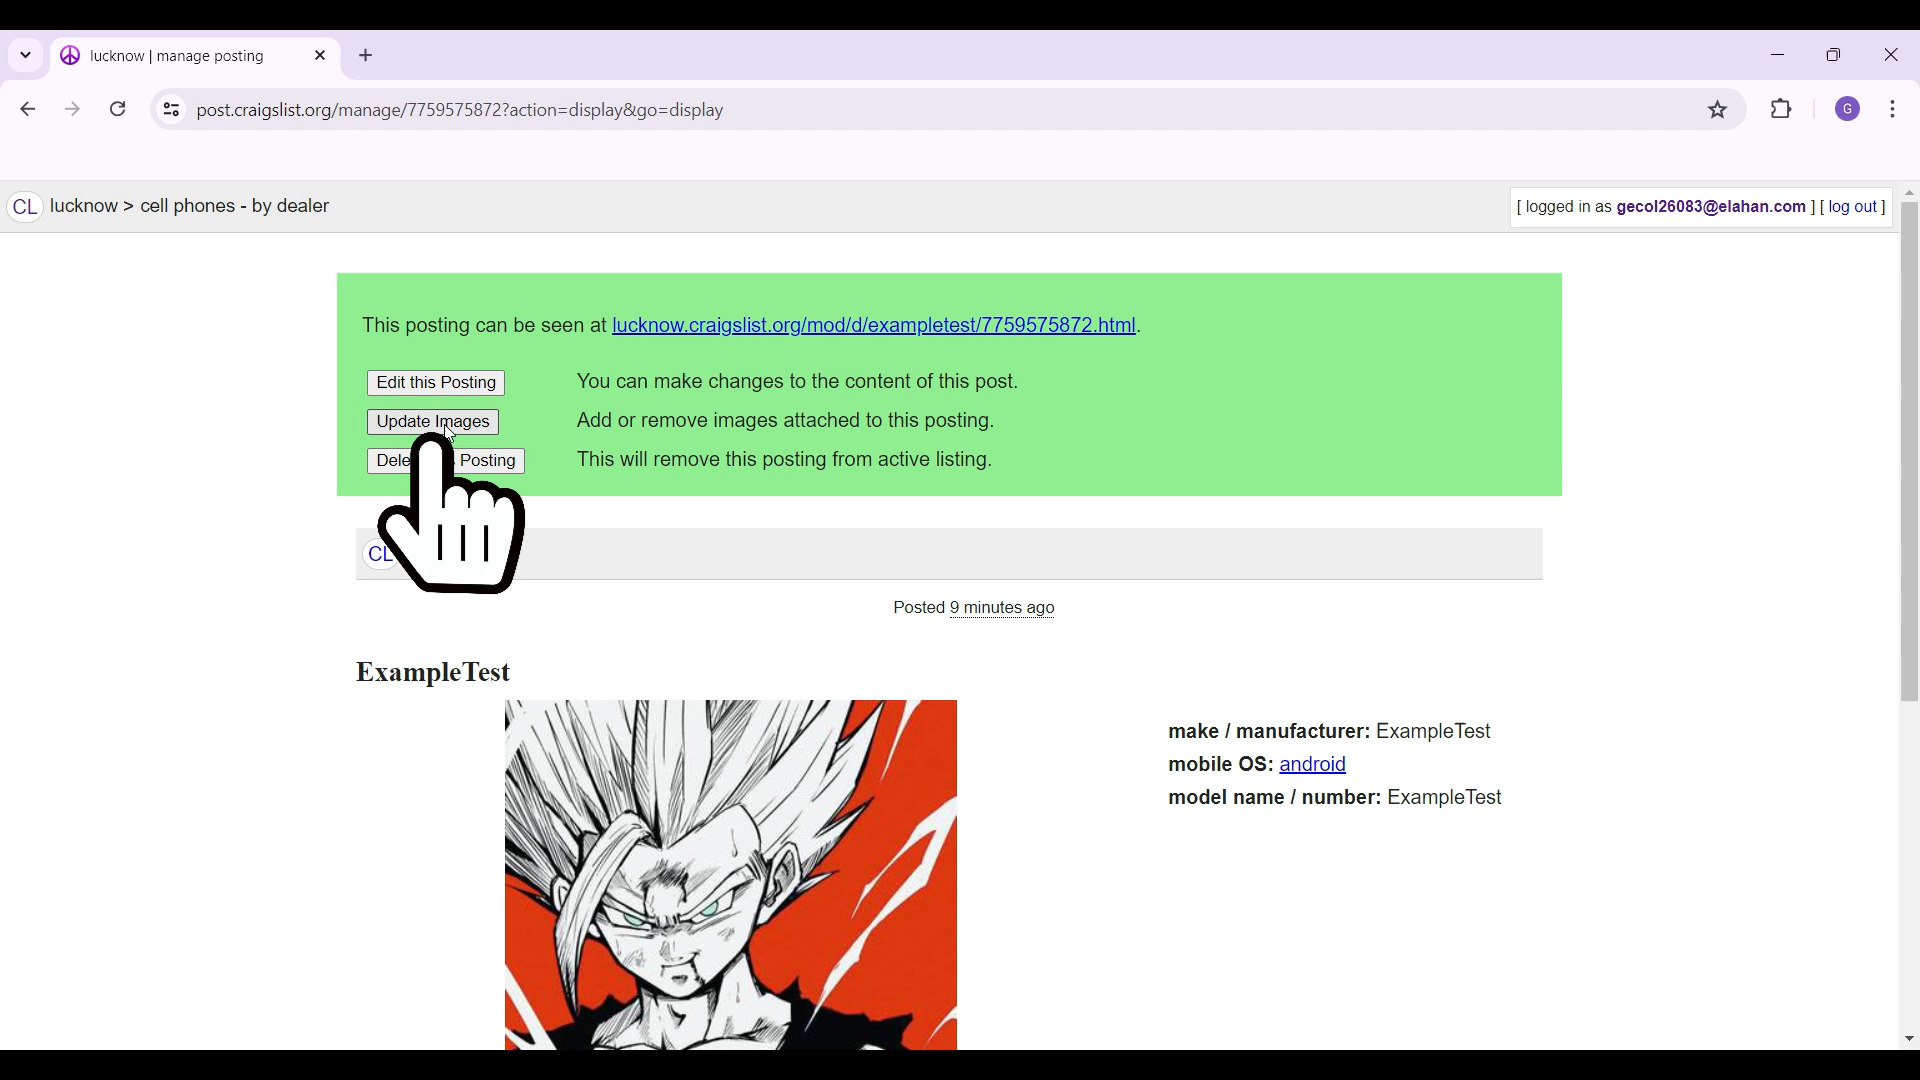 lucknow | manage posting
post.craigslist.org/manage/7759575872?action=display&go=display
G
CL lucknow > cell phones - by dealer
[ logged in as gecol26083@elahan.com ] [ log out ]
This posting can be seen at lucknow.craigslist.org/mod/d/exampletest/7759575872.html.
Edit this Posting You can make changes to the content of this post.
Update Images Add or remove images attached to this posting.
Posting This will remove this posting from active listing.
CL
Posted 9 minutes ago
ExampleTest
make / manufacturer: ExampleTest
mobile OS: android
model name / number: ExampleTest